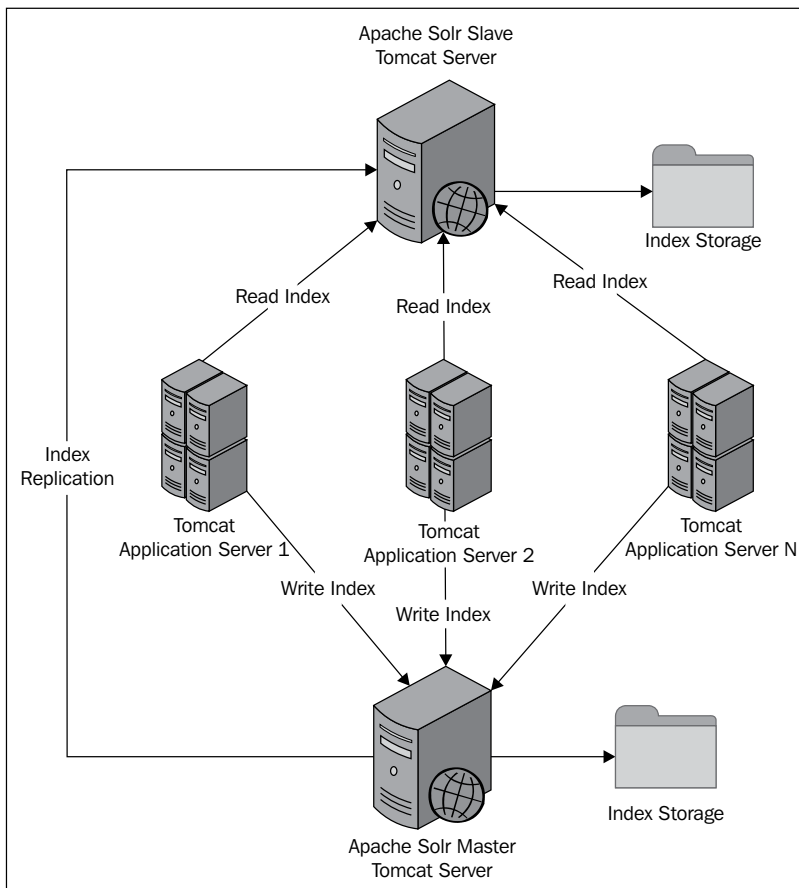 Apache Solr Slave
Tomcat Server
Index Storage
Read Index
Read Index
Read Index
Index
Replication
Tomcat
Application Server 1
Tomcat
Application Server 2
Tomcat
Application Server N
Write Index
Write Index
Write Index
Index Storage
Apache Solr Master
Tomcat Server